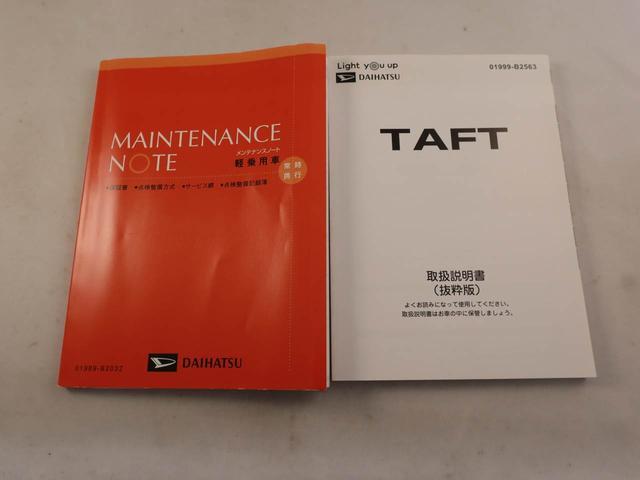 MAINTENANCE
NOTE
メンテナンスノート
軽乗用車
常時
携行
•保証書 •点検整備方式 •サービス網 •点検整備記録簿
01999-B2032
DAIHATSU
Light you up
DAIHATSU
01999-B2563
TAFT
取扱説明書
（抜粋版）
よくお読みになって使用してください。
取扱説明書はお車の中に保管しましょう。